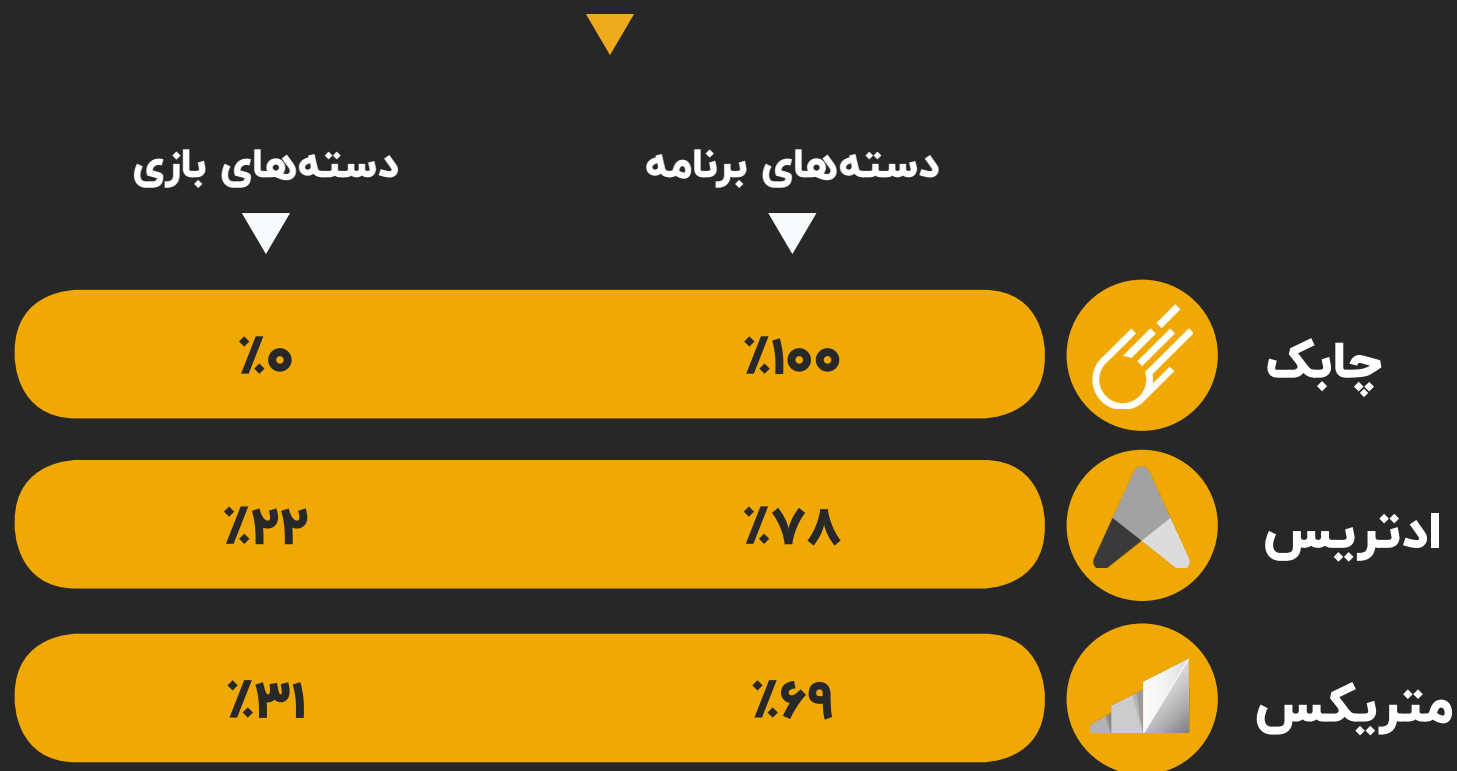 دسته‌های برنامه
دسته‌های بازی
چابک
٪۱۰۰
٪۰
ادتریس
٪۷۸
٪۲۲
متریکس
٪۶۹
٪۳۱